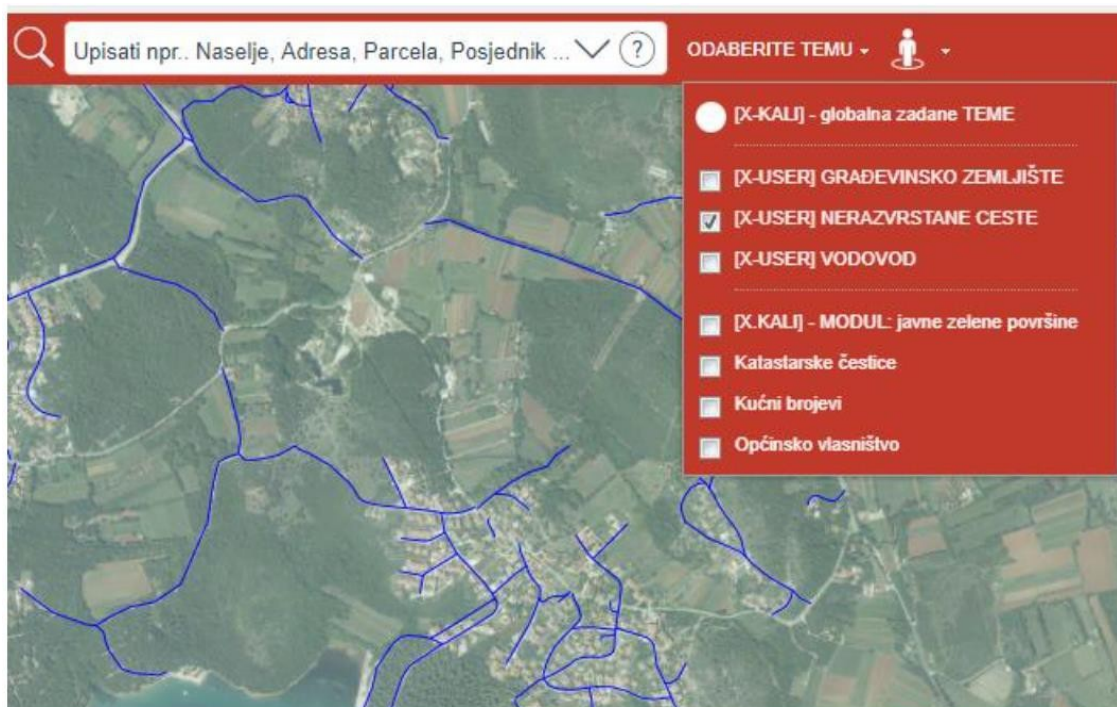 Upisati npr.. Naselje, Adresa, Parcela, Posjednik ... ?
ODABERITE TEMU
[X-KALI] - globalna zadane TEME
[X-USER] GRAĐEVINSKO ZEMLJIŠTE
[X-USER] NERAZVRSTANE CESTE
[X-USER] VODOVOD
[X.KALI] - MODUL: javne zelene površine
Katastarske čestice
Kućni brojevi
Općinsko vlasništvo